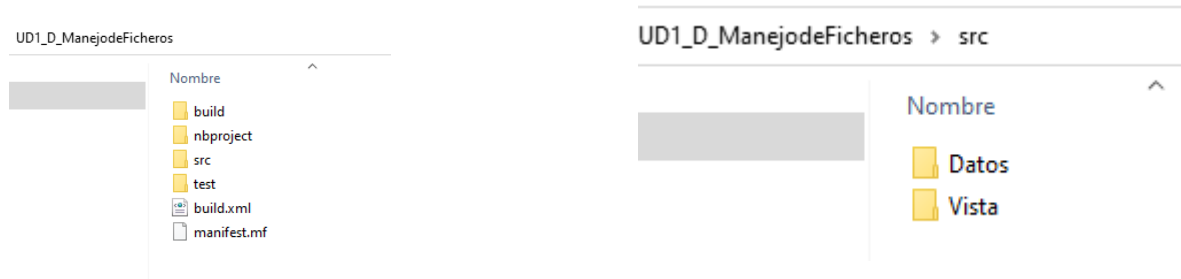 UD1_D_ManejodeFicheros
Nombre
build
nbproject
src
test
build.xml
manifest.mf
UD1_D_ManejodeFicheros > src
Nombre
Datos
Vista